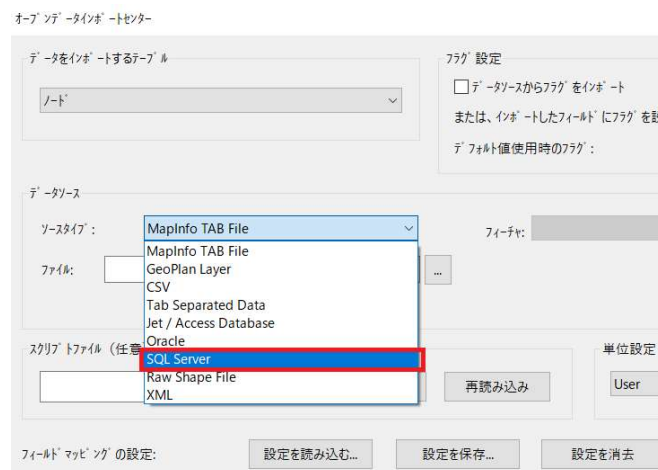 オープンデータインポートセンター
データをインポートするテーブル
ノード
フラグ設定
データソースからフラグをインポート
または、インポートしたフィールドにフラグを設
デフォルト値使用時のフラグ:
データソース
ソースタイプ:
MapInfo TAB File
フィーチャ:
ファイル:
...
MapInfo TAB File
GeoPlan Layer
CSV
Tab Separated Data
Jet / Access Database
Oracle
SQL Server
Raw Shape File
XML
スクリプトファイル (任意
再読み込み
単位設定
User
フィールドマッピングの設定:
設定を読み込む...
設定を保存...
設定を消去